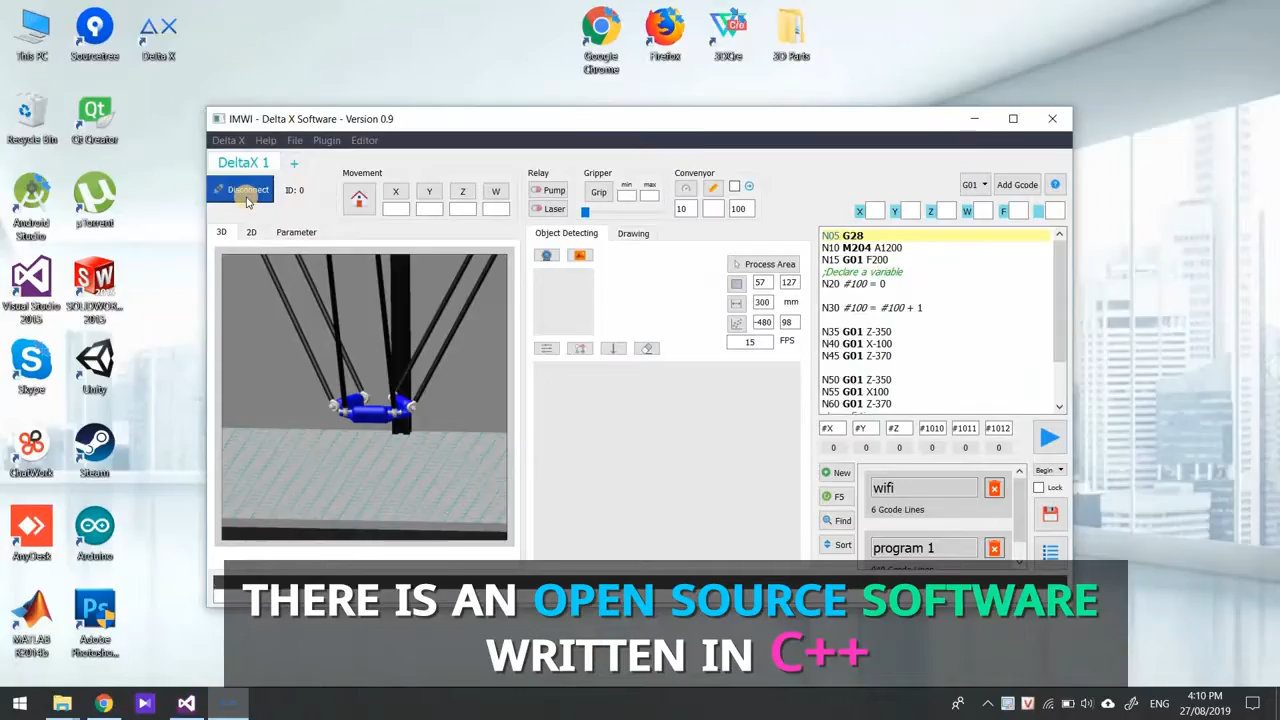 This PC
Sourcetree
Delta X
Google
Chrome
Firefox
3DCre
3D Parts
Recycle Bin
Qt Creator
Android
Studio
µTorrent
Visual Studio
2015
SOLIDWOR...
2016
Skype
Unity
ChatWork
Steam
AnyDesk
Arduino
MATLAB
R2014b
Adobe
Photosho...
IMWI - Delta X Software - Version 0.9
Delta X Help File Plugin Editor
DeltaX 1 +
Disconnect ID: 0
Movement
X Y Z W
Relay
Pump
Laser
Gripper
Grip min max
Conveyor
10 100
G01 Add Gcode ?
X Y Z W F
3D 2D Parameter
Object Detecting Drawing
Process Area
57 127
300 mm
-480 98
15 FPS
N05 G28
N10 M204 A1200
N15 G01 F200
;Declare a variable
N20 #100 = 0
N30 #100 = #100 + 1
N35 G01 Z-350
N40 G01 X-100
N45 G01 Z-370
N50 G01 Z-350
N55 G01 X100
N60 G01 Z-370
#X #Y #Z #1010 #1011 #1012
0 0 0 0 0 0
New
F5
Find
Sort
wifi
6 Gcode Lines
program 1
Begin
Lock
THERE IS AN OPEN SOURCE SOFTWARE
WRITTEN IN C++
ENG
4:10 PM
27/08/2019